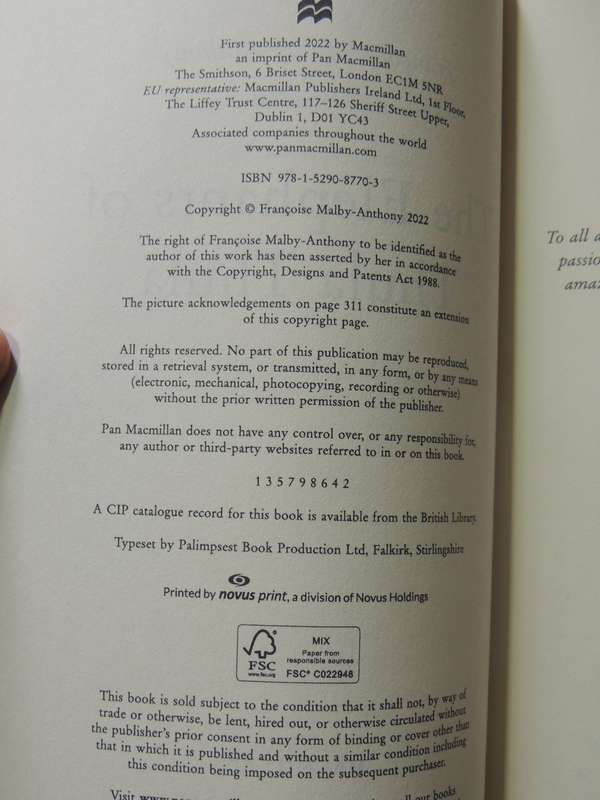 First published 2022 by Macmillan
an imprint of Pan Macmillan
The Smithson, 6 Briset Street, London EC1M 5NR
EU representative: Macmillan Publishers Ireland Ltd, 1st Floor,
The Liffey Trust Centre, 117–126 Sheriff Street Upper,
Dublin 1, D01 YC43
Associated companies throughout the world
www.panmacmillan.com
ISBN 978-1-5290-8770-3
Copyright © Françoise Malby-Anthony 2022
The right of Françoise Malby-Anthony to be identified as the
author of this work has been asserted by her in accordance
with the Copyright, Designs and Patents Act 1988.
The picture acknowledgements on page 311 constitute an extension
of this copyright page.
All rights reserved. No part of this publication may be reproduced,
stored in a retrieval system, or transmitted, in any form, or by any means
(electronic, mechanical, photocopying, recording or otherwise)
without the prior written permission of the publisher.
Pan Macmillan does not have any control over, or any responsibility for,
any author or third-party websites referred to in or on this book.
1 3 5 7 9 8 6 4 2
A CIP catalogue record for this book is available from the British Library.
Typeset by Palimpsest Book Production Ltd, Falkirk, Stirlingshire
Printed by novus print, a division of Novus Holdings
FSC
www.fsc.org
MIX
Paper from
responsible sources
FSC® C022948
This book is sold subject to the condition that it shall not, by way of
trade or otherwise, be lent, hired out, or otherwise circulated without
the publisher's prior consent in any form of binding or cover other than
that in which it is published and without a similar condition including
this condition being imposed on the subsequent purchaser.
Visit all our books
To all
passio
amaz